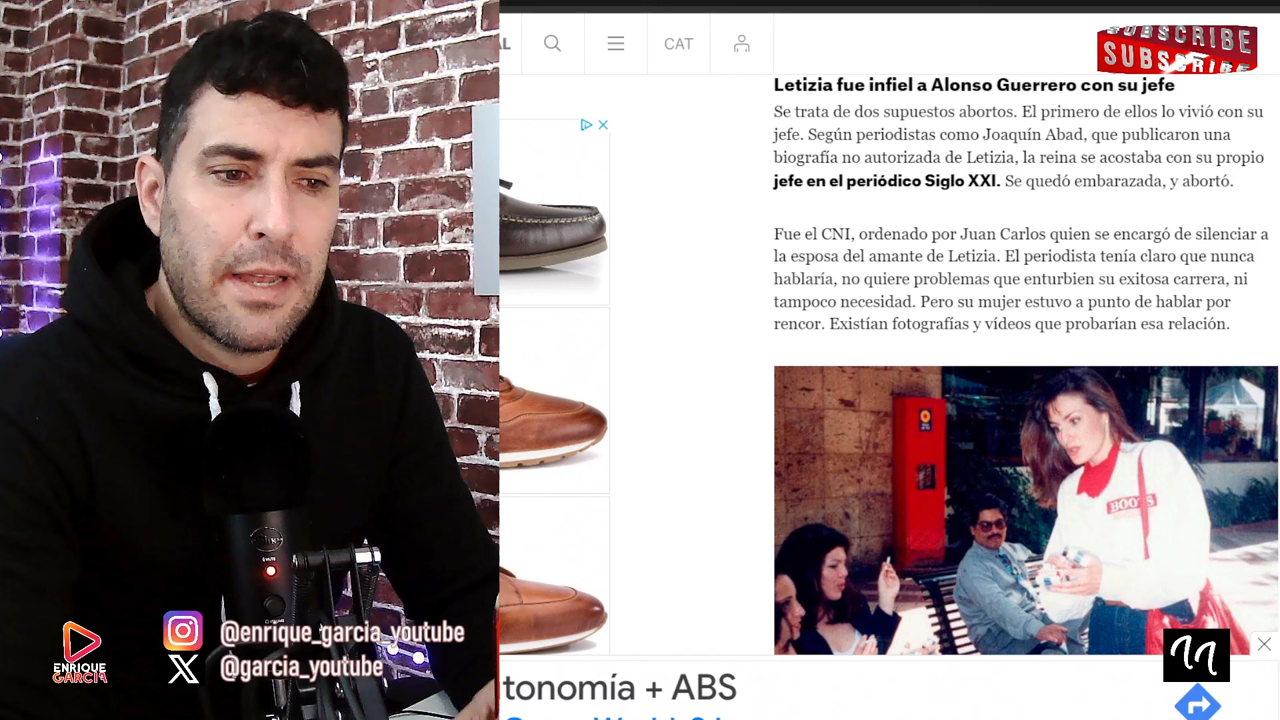 SUBSCRIBE
SUBSCRIBE
CAT
Letizia fue infiel a Alonso Guerrero con su jefe
Se trata de dos supuestos abortos. El primero de ellos lo vivió con su
jefe. Según periodistas como Joaquín Abad, que publicaron una
biografía no autorizada de Letizia, la reina se acostaba con su propio
jefe en el periódico Siglo XXI. Se quedó embarazada, y abortó.
Fue el CNI, ordenado por Juan Carlos quien se encargó de silenciar a
la esposa del amante de Letizia. El periodista tenía claro que nunca
hablaría, no quiere problemas que enturbien su exitosa carrera, ni
tampoco necesidad. Pero su mujer estuvo a punto de hablar por
rencor. Existían fotografías y vídeos que probarían esa relación.
BOOTS
ENRIQUE
GARCIA
@enrique_garcia_youtube
@garcia_youtube
tonomía + ABS